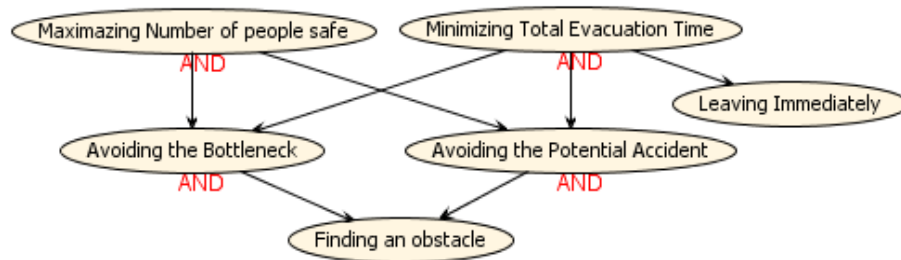 Maximazing Number of people safe
Minimizing Total Evacuation Time
AND
AND
Leaving Immediately
Avoiding the Bottleneck
Avoiding the Potential Accident
AND
AND
Finding an obstacle